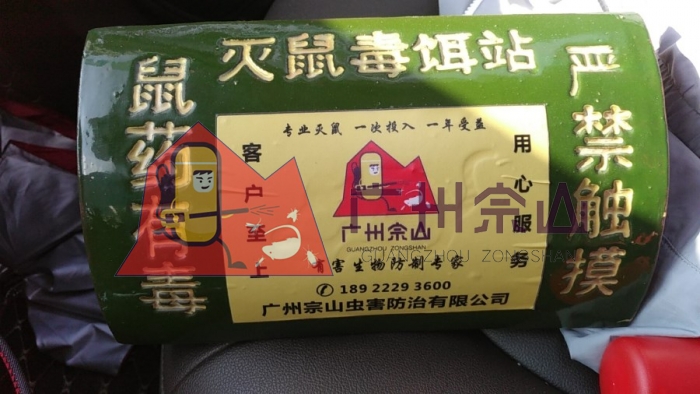 灭鼠毒饵站
鼠药有毒
严禁触摸
专业灭鼠 一次投入 一年受益
客户至上
用心服务
广州宗山
GUANGZHOU ZONGSHAN
有害生物防制专家
189 2229 3600
广州宗山虫害防治有限公司
广州宗山
GUANGZHOU ZONGSHAN